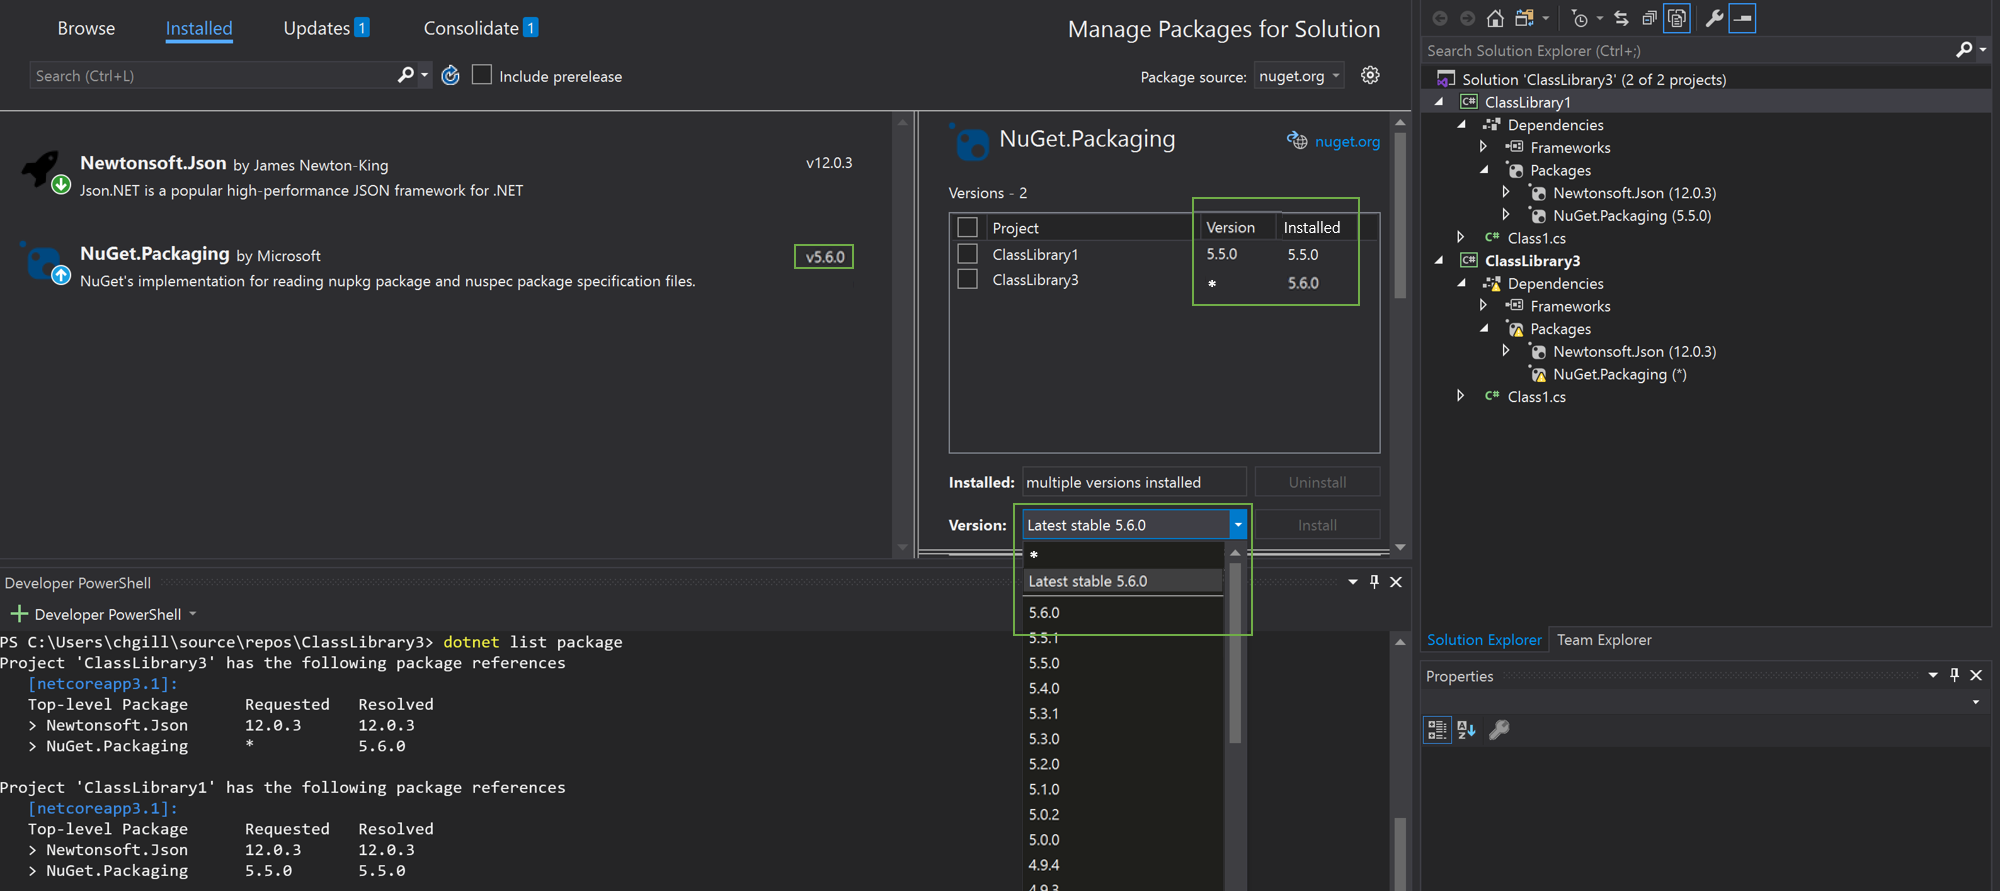 Browse Installed Updates 1 Consolidate 1 Manage Packages for Solution
Search (Ctrl+L) Include prerelease Package source: nuget.org
Newtonsoft.Json by James Newton-King v12.0.3
Json.NET is a popular high-performance JSON framework for .NET
NuGet.Packaging by Microsoft v5.6.0
NuGet's implementation for reading nupkg package and nuspec package specification files.
NuGet.Packaging nuget.org
Versions - 2
Project Version Installed
ClassLibrary1 5.5.0 5.5.0
ClassLibrary3 * 5.6.0
Installed: multiple versions installed Uninstall
Version: Latest stable 5.6.0 Install
*
Latest stable 5.6.0
5.6.0
5.5.1
5.5.0
5.4.0
5.3.1
5.3.0
5.2.0
5.1.0
5.0.2
5.0.0
4.9.4
4.9.3
Developer PowerShell
Developer PowerShell
PS C:\Users\chgill\source\repos\ClassLibrary3> dotnet list package
Project 'ClassLibrary3' has the following package references
[netcoreapp3.1]:
Top-level Package Requested Resolved
> Newtonsoft.Json 12.0.3 12.0.3
> NuGet.Packaging * 5.6.0
Project 'ClassLibrary1' has the following package references
[netcoreapp3.1]:
Top-level Package Requested Resolved
> Newtonsoft.Json 12.0.3 12.0.3
> NuGet.Packaging 5.5.0 5.5.0
Search Solution Explorer (Ctrl+;)
Solution 'ClassLibrary3' (2 of 2 projects)
C# ClassLibrary1
Dependencies
Frameworks
Packages
Newtonsoft.Json (12.0.3)
NuGet.Packaging (5.5.0)
C# Class1.cs
C# ClassLibrary3
Dependencies
Frameworks
Packages
Newtonsoft.Json (12.0.3)
NuGet.Packaging (*)
C# Class1.cs
Solution Explorer Team Explorer
Properties